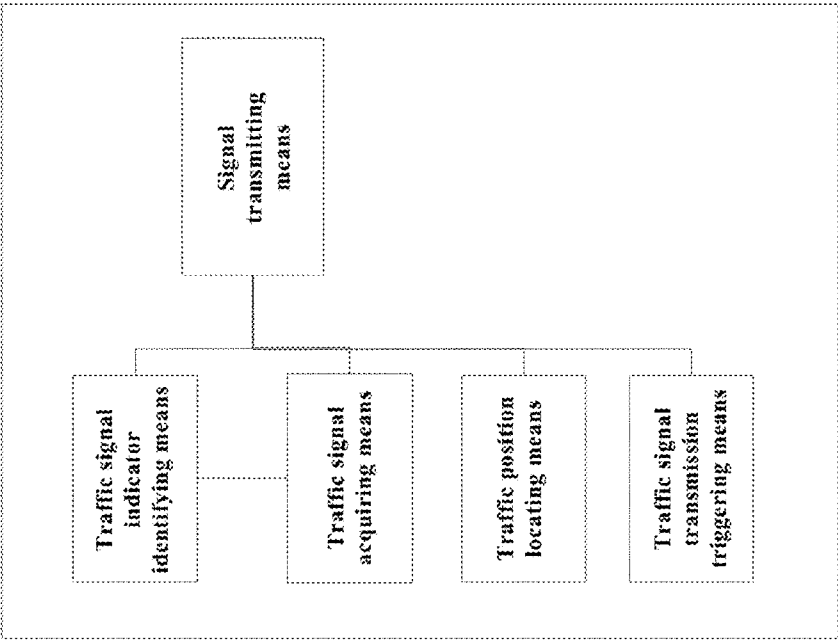 Signal
transmitting
means
Traffic signal
indicator
identifying means
Traffic signal
acquiring means
Traffic position
locating means
Traffic signal
transmission
triggering means